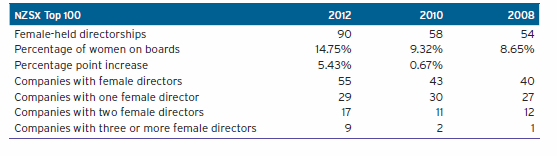 NZSX Top 100 2012 2010 2008
Female-held directorships 90 58 54
Percentage of women on boards 14.75% 9.32% 8.65%
Percentage point increase 5.43% 0.67%
Companies with female directors 55 43 40
Companies with one female director 29 30 27
Companies with two female directors 17 11 12
Companies with three or more female directors 9 2 1